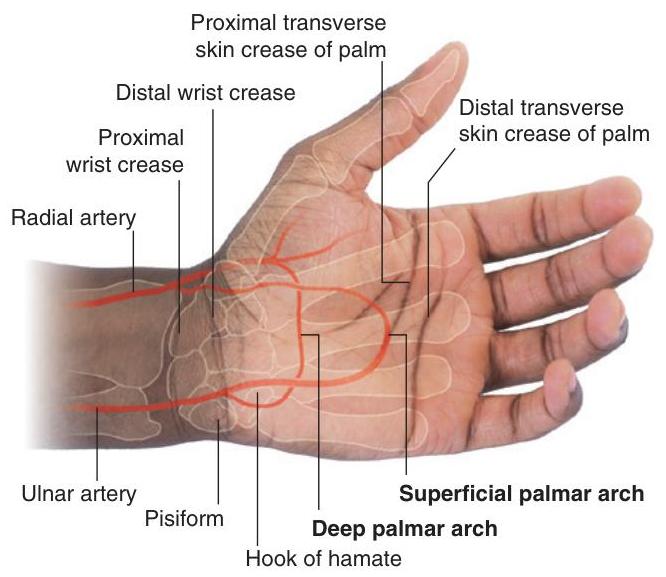 Proximal transverse
skin crease of palm
Distal wrist crease
Distal transverse
skin crease of palm
Proximal
wrist crease
Radial artery
Ulnar artery
Superficial palmar arch
Pisiform
Deep palmar arch
Hook of hamate